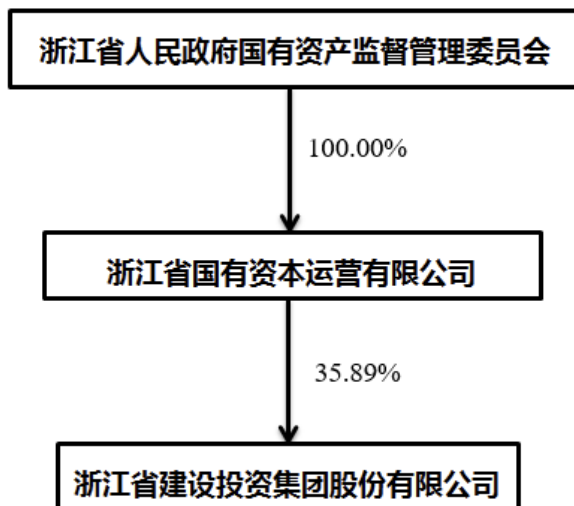 浙江省人民政府国有资产监督管理委员会
100.00%
浙江省国有资本运营有限公司
35.89%
浙江省建设投资集团股份有限公司